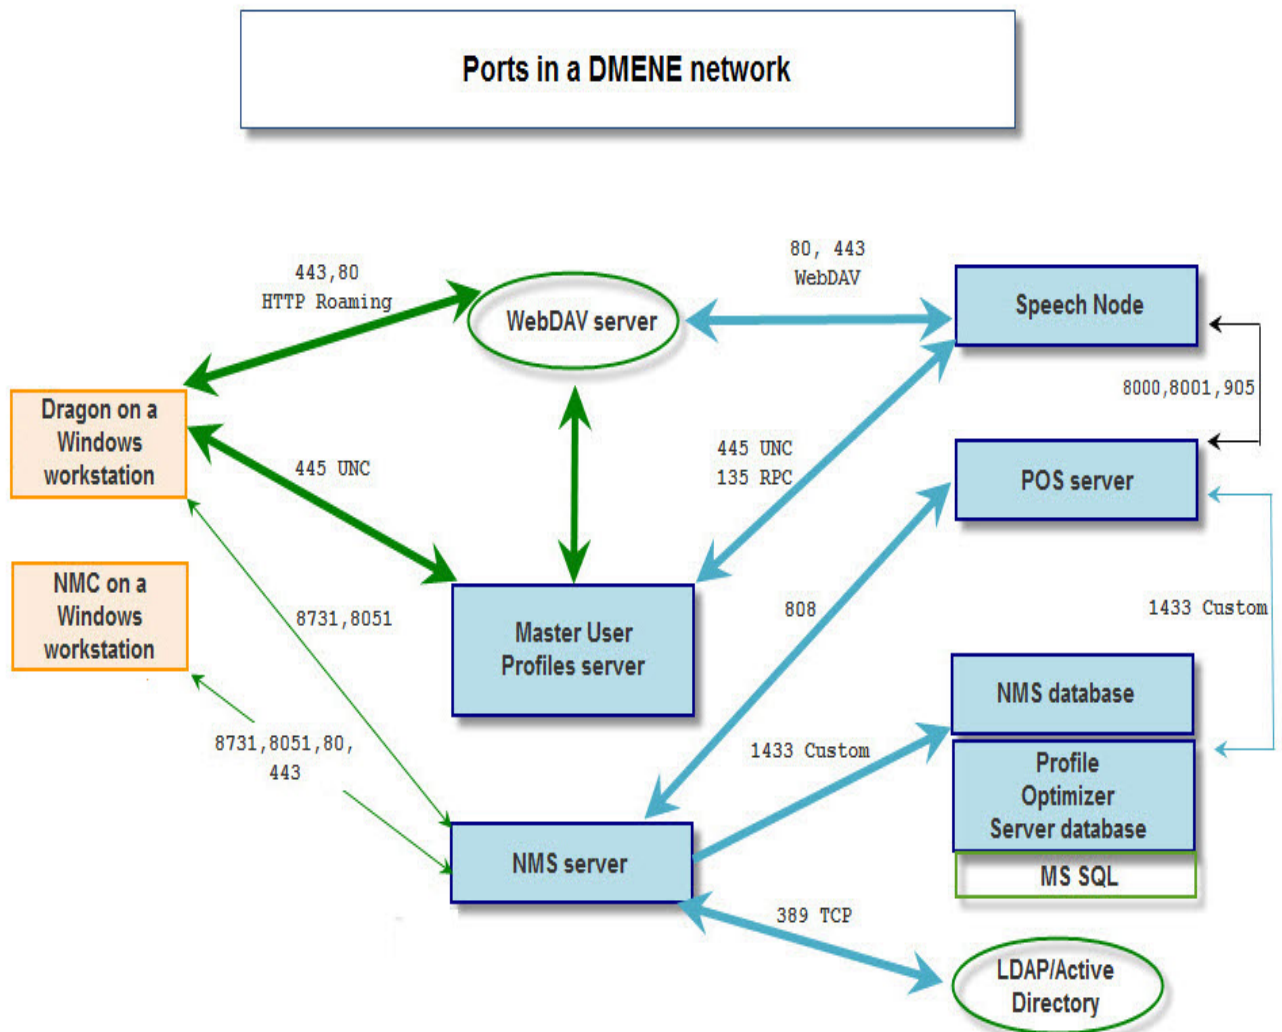 Ports in a DMENE network
443,80
HTTP Roaming
80, 443
WebDAV
WebDAV server
Speech Node
8000,8001,905
Dragon on a
Windows
workstation
445 UNC
445 UNC
135 RPC
POS server
NMC on a
Windows
workstation
8731,8051
Master User
Profiles server
808
1433 Custom
NMS database
8731,8051,80,
443
1433 Custom
Profile
Optimizer
Server database
NMS server
MS SQL
389 TCP
LDAP/Active
Directory